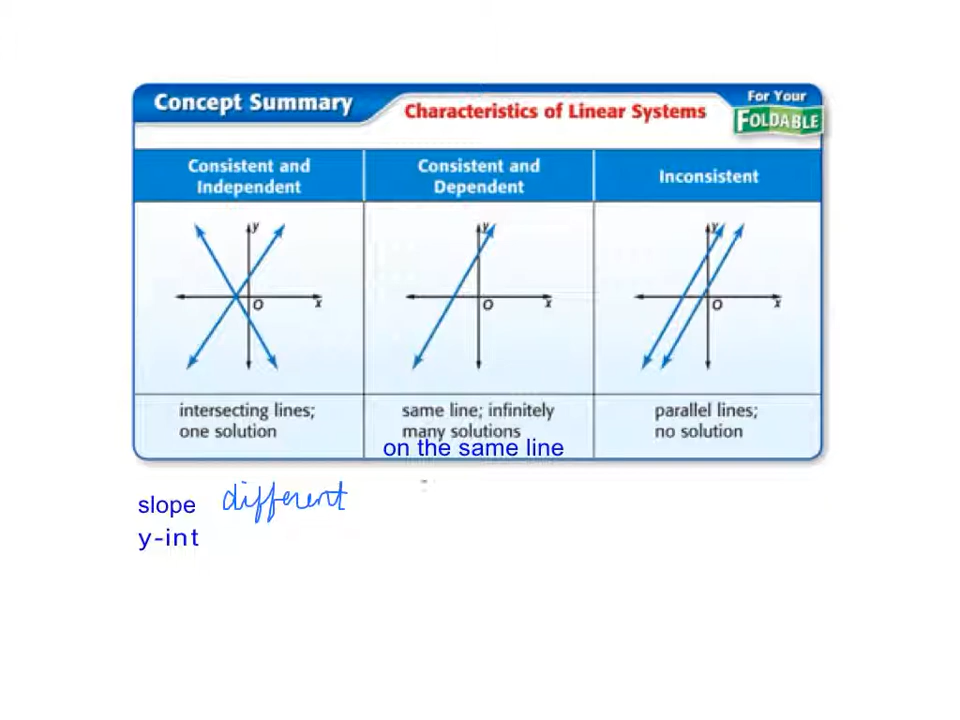 Concept Summary
Characteristics of Linear Systems
For Your
FOLDABLE
Consistent and
Independent
Consistent and
Dependent
Inconsistent
y
O
x
y
O
x
y
O
x
intersecting lines;
one solution
same line; infinitely
many solutions
on the same line
parallel lines;
no solution
slope different
y-int